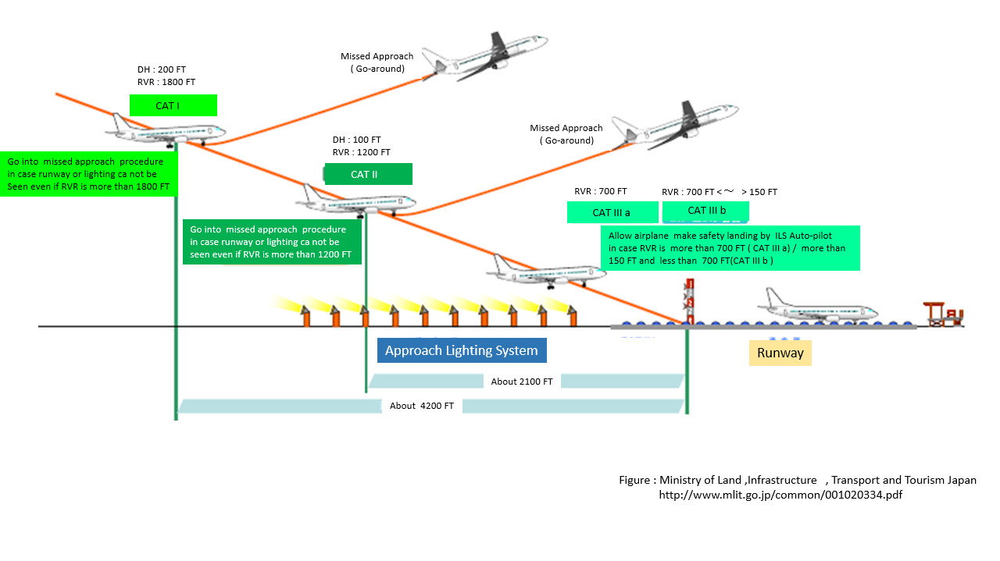 DH : 200 FT
RVR : 1800 FT
CAT I
Missed Approach
( Go-around)
Go into  missed approach  procedure
in case runway or lighting ca not be
Seen even if RVR is more than 1800 FT
DH : 100 FT
RVR : 1200 FT
CAT II
Missed Approach
( Go-around)
Go into  missed approach  procedure
in case runway or lighting ca not be
seen even if RVR is more than 1200 FT
RVR : 700 FT
CAT III a
RVR : 700 FT <～  > 150 FT
CAT III b
Allow airplane  make safety landing by  ILS Auto-pilot
in case RVR is  more than 700 FT ( CAT III a) /  more than
150 FT and  less than  700 FT(CAT III b )
Approach Lighting System
Runway
About 2100 FT
About  4200 FT
Figure : Ministry of Land ,Infrastructure   , Transport and Tourism Japan
http://www.mlit.go.jp/common/001020334.pdf